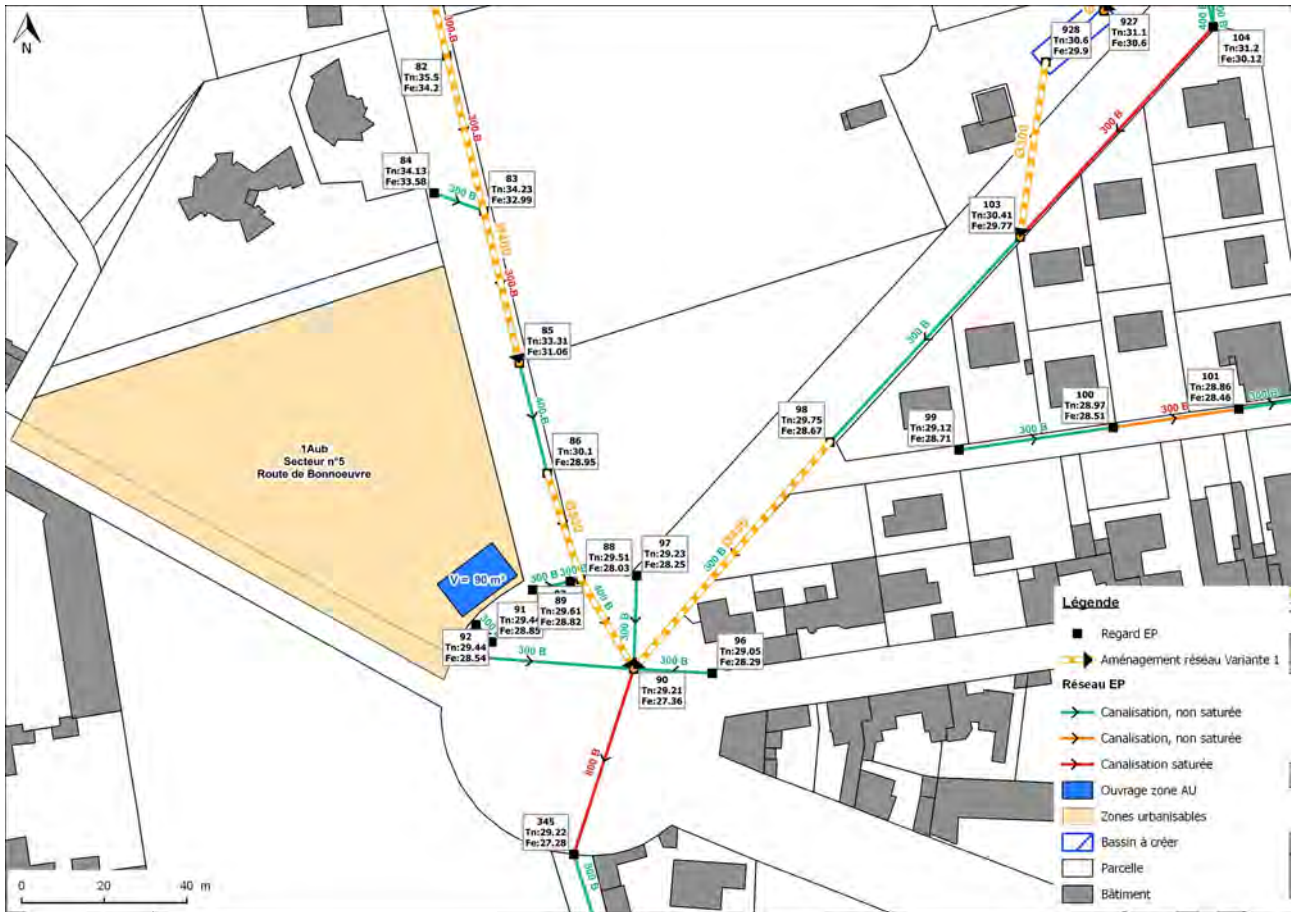 N
300 B
82
Tn:35.5
Fe:34.2
300 B
84
Tn:34.13
Fe:33.58
300 B
83
Tn:34.23
Fe:32.99
300 B
85
Tn:33.31
Fe:31.06
400 B
86
Tn:30.1
Fe:28.95
1Aub
Secteur n°5
Route de Bonnoeuvre
V = 90 m³
928
Tn:30.6
Fe:29.9
927
Tn:31.1
Fe:30.6
400 B
300 B
104
Tn:31.2
Fe:30.12
300 B
Ø300
103
Tn:30.41
Fe:29.77
300 B
98
Tn:29.75
Fe:28.67
99
Tn:29.12
Fe:28.71
300 B
100
Tn:28.97
Fe:28.51
300 B
101
Tn:28.86
Fe:28.46
300 B
88
Tn:29.51
Fe:28.03
97
Tn:29.23
Fe:28.25
300 B
300 B
89
Tn:29.61
Fe:28.82
400 B
300 B
300 B
91
Tn:29.44
Fe:28.85
92
Tn:29.44
Fe:28.54
300 B
300 B
96
Tn:29.05
Fe:28.29
90
Tn:29.21
Fe:27.36
800 B
345
Tn:29.22
Fe:27.28
0 20 40 m
Légende
Regard EP
Aménagement réseau Variante 1
Réseau EP
Canalisation, non saturée
Canalisation, non saturée
Canalisation saturée
Ouvrage zone AU
Zones urbanisables
Bassin à créer
Parcelle
Bâtiment